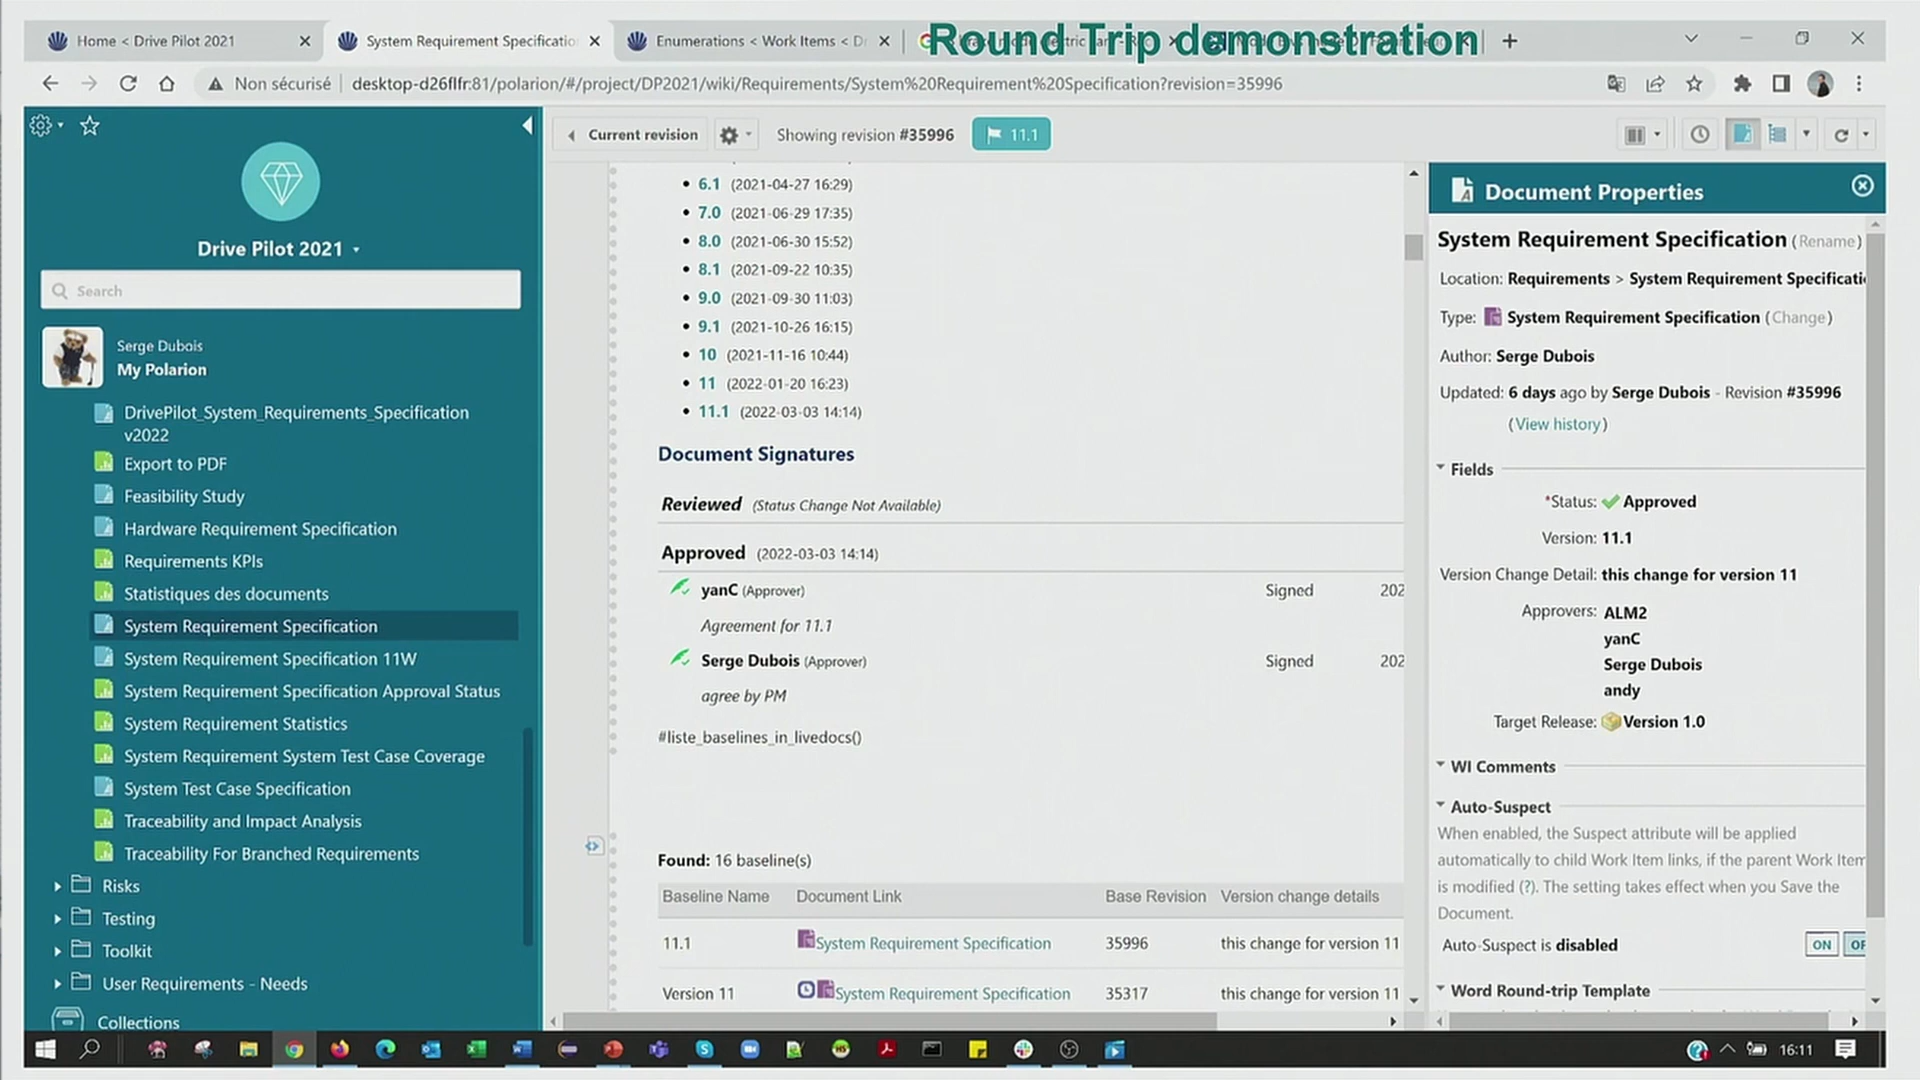 Round Trip demonstration
Home < Drive Pilot 2021
System Requirement Specificatio
Enumerations < Work Items < D
Non sécurisé
desktop-d26flfr:81/polarion/#/project/DP2021/wiki/Requirements/System%20Requirement%20Specification?revision=35996
Current revision
Showing revision #35996
11.1
Drive Pilot 2021
Search
Serge Dubois
My Polarion
DrivePilot_System_Requirements_Specification
v2022
Export to PDF
Feasibility Study
Hardware Requirement Specification
Requirements KPIs
Statistiques des documents
System Requirement Specification
System Requirement Specification 11W
System Requirement Specification Approval Status
System Requirement Statistics
System Requirement System Test Case Coverage
System Test Case Specification
Traceability and Impact Analysis
Traceability For Branched Requirements
Risks
Testing
Toolkit
User Requirements - Needs
Collections
6.1 (2021-04-27 16:29)
7.0 (2021-06-29 17:35)
8.0 (2021-06-30 15:52)
8.1 (2021-09-22 10:35)
9.0 (2021-09-30 11:03)
9.1 (2021-10-26 16:15)
10 (2021-11-16 10:44)
11 (2022-01-20 16:23)
11.1 (2022-03-03 14:14)
Document Signatures
Reviewed (Status Change Not Available)
Approved (2022-03-03 14:14)
yanC (Approver) Signed 202
Agreement for 11.1
Serge Dubois (Approver) Signed 202
agree by PM
#liste_baselines_in_livedocs()
Found: 16 baseline(s)
Baseline Name Document Link Base Revision Version change details
11.1 System Requirement Specification 35996 this change for version 11
Version 11 System Requirement Specification 35317 this change for version 11
Document Properties
System Requirement Specification (Rename)
Location: Requirements > System Requirement Specificati
Type: System Requirement Specification (Change)
Author: Serge Dubois
Updated: 6 days ago by Serge Dubois - Revision #35996
(View history)
Fields
*Status: Approved
Version: 11.1
Version Change Detail: this change for version 11
Approvers: ALM2
yanC
Serge Dubois
andy
Target Release: Version 1.0
WI Comments
Auto-Suspect
When enabled, the Suspect attribute will be applied
automatically to child Work Item links, if the parent Work Item
is modified (?). The setting takes effect when you Save the
Document.
Auto-Suspect is disabled ON OF
Word Round-trip Template
16:11